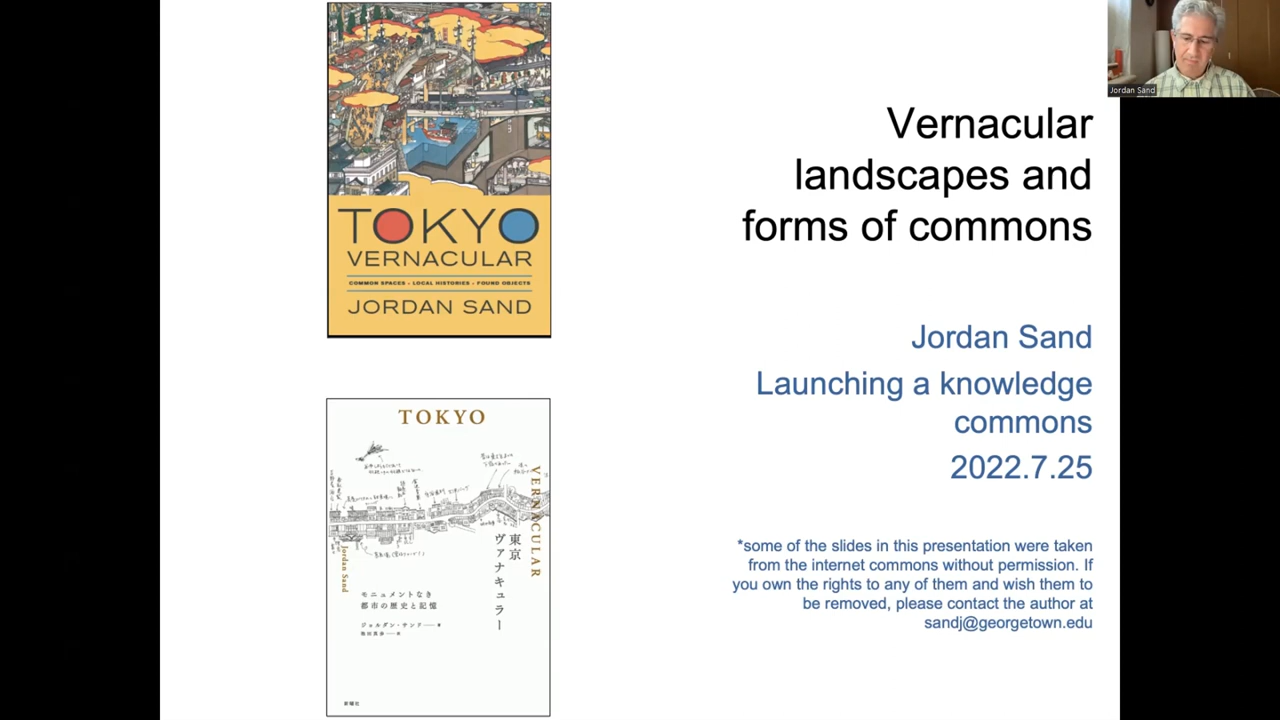 TOKYO
VERNACULAR
COMMON SPACES • LOCAL HISTORIES • FOUND OBJECTS
JORDAN SAND
TOKYO
VERNACULAR
Jordan Sand
東京
ヴァナキュラー
モニュメントなき
都市の歴史と記憶
ジョルダン・サンド
新曜社
Jordan Sand
Vernacular
landscapes and
forms of commons
Jordan Sand
Launching a knowledge
commons
2022.7.25
*some of the slides in this presentation were taken
from the internet commons without permission. If
you own the rights to any of them and wish them to
be removed, please contact the author at
sandj@georgetown.edu